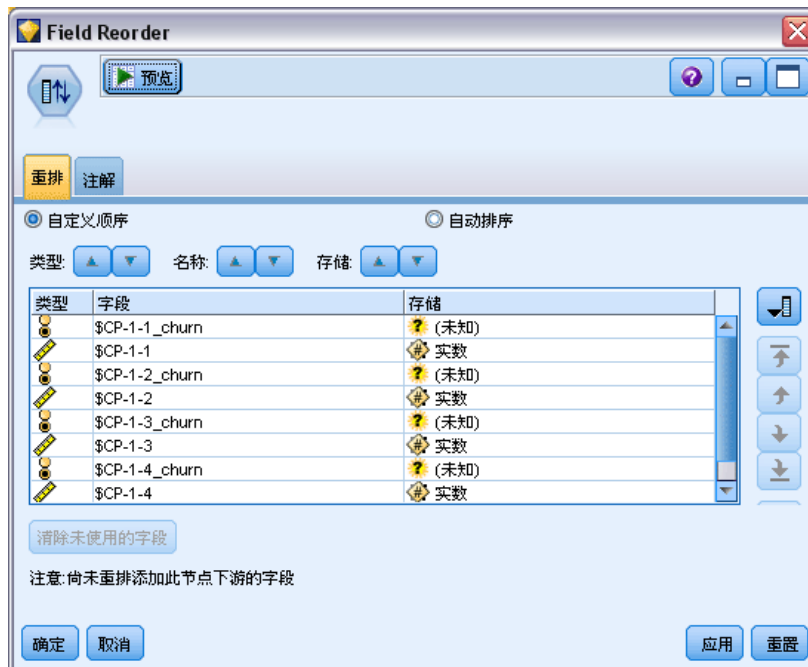 Field Reorder
预览
重排 注解
自定义顺序 自动排序
类型: 名称: 存储:
类型 字段 存储
$CP-1-1_churn (未知)
$CP-1-1 实数
$CP-1-2_churn (未知)
$CP-1-2 实数
$CP-1-3_churn (未知)
$CP-1-3 实数
$CP-1-4_churn (未知)
$CP-1-4 实数
清除未使用的字段
注意:尚未重排添加此节点下游的字段
确定 取消 应用 重置